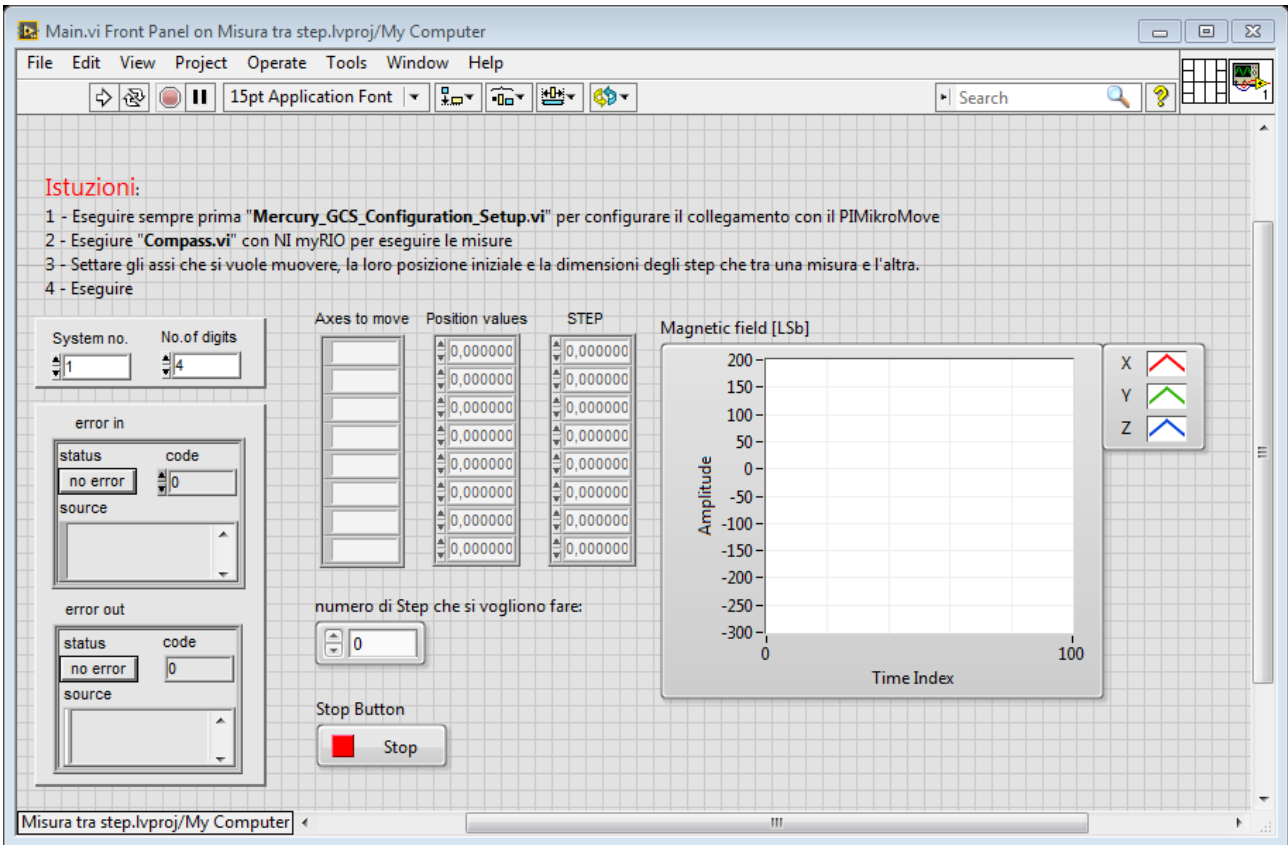 Main.vi Front Panel on Misura tra step.lvproj/My Computer
File Edit View Project Operate Tools Window Help
15pt Application Font
Search
1
Istuzioni:
1 - Eseguire sempre prima "Mercury_GCS_Configuration_Setup.vi" per configurare il collegamento con il PIMikroMove
2 - Esegiure "Compass.vi" con NI myRIO per eseguire le misure
3 - Settare gli assi che si vuole muovere, la loro posizione iniziale e la dimensioni degli step che tra una misura e l'altra.
4 - Eseguire
System no. No.of digits
1 4
error in
status code
no error 0
source
error out
status code
no error 0
source
Axes to move Position values STEP
0,000000 0,000000
0,000000 0,000000
0,000000 0,000000
0,000000 0,000000
0,000000 0,000000
0,000000 0,000000
0,000000 0,000000
0,000000 0,000000
numero di Step che si vogliono fare:
0
Stop Button
Stop
Magnetic field [LSb]
Amplitude
200
150
100
50
0
-50
-100
-150
-200
-250
-300
0 100
Time Index
X
Y
Z
Misura tra step.lvproj/My Computer